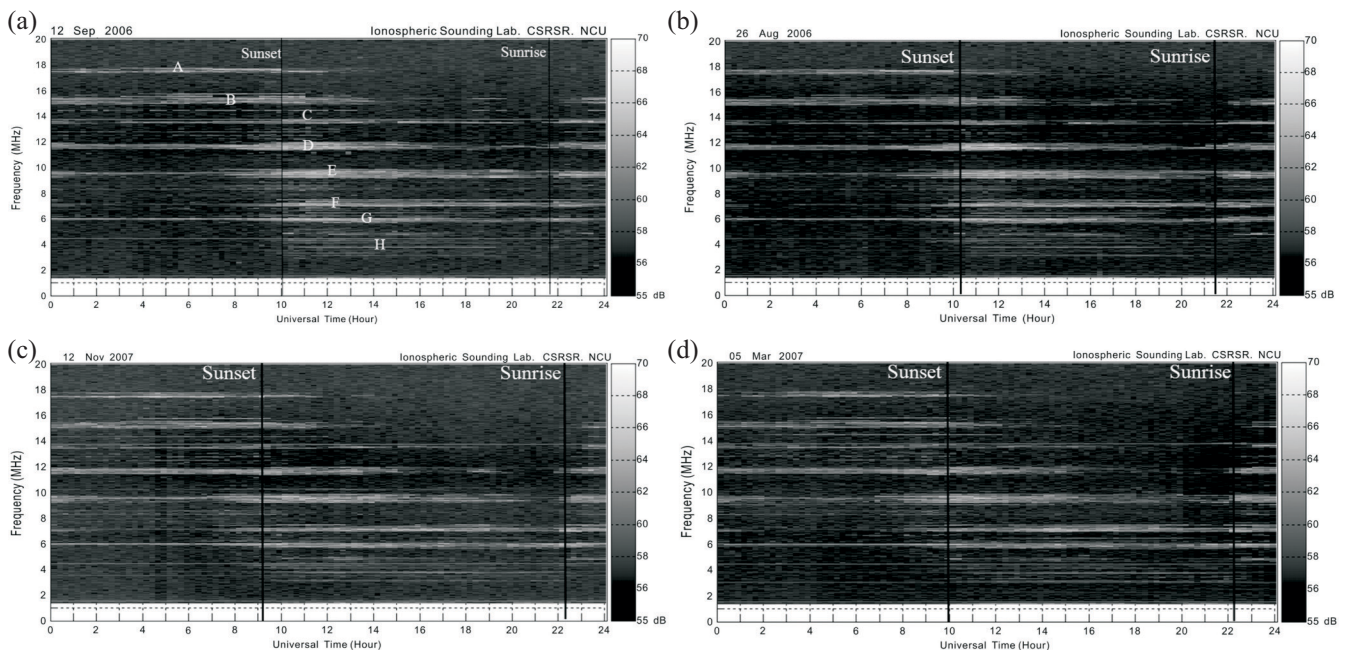 (a)
12 Sep 2006 Ionospheric Sounding Lab. CSRSR. NCU
Sunset Sunrise
A
B
C
D
E
F
G
H
Frequency (MHz)
20
18
16
14
12
10
8
6
4
2
0
0 2 4 6 8 10 12 14 16 18 20 22 24
Universal Time (Hour)
70
68
66
64
62
60
58
56
55 dB
(b)
26 Aug 2006 Ionospheric Sounding Lab. CSRSR. NCU
Sunset Sunrise
Frequency (MHz)
20
18
16
14
12
10
8
6
4
2
0
0 2 4 6 8 10 12 14 16 18 20 22 24
Universal Time (Hour)
70
68
66
64
62
60
58
56
55 dB
(c)
12 Nov 2007 Ionospheric Sounding Lab. CSRSR. NCU
Sunset Sunrise
Frequency (MHz)
20
18
16
14
12
10
8
6
4
2
0
0 2 4 6 8 10 12 14 16 18 20 22 24
Universal Time (Hour)
70
68
66
64
62
60
58
56
55 dB
(d)
05 Mar 2007 Ionospheric Sounding Lab. CSRSR. NCU
Sunset Sunrise
Frequency (MHz)
20
18
16
14
12
10
8
6
4
2
0
0 2 4 6 8 10 12 14 16 18 20 22 24
Universal Time (Hour)
70
68
66
64
62
60
58
56
55 dB